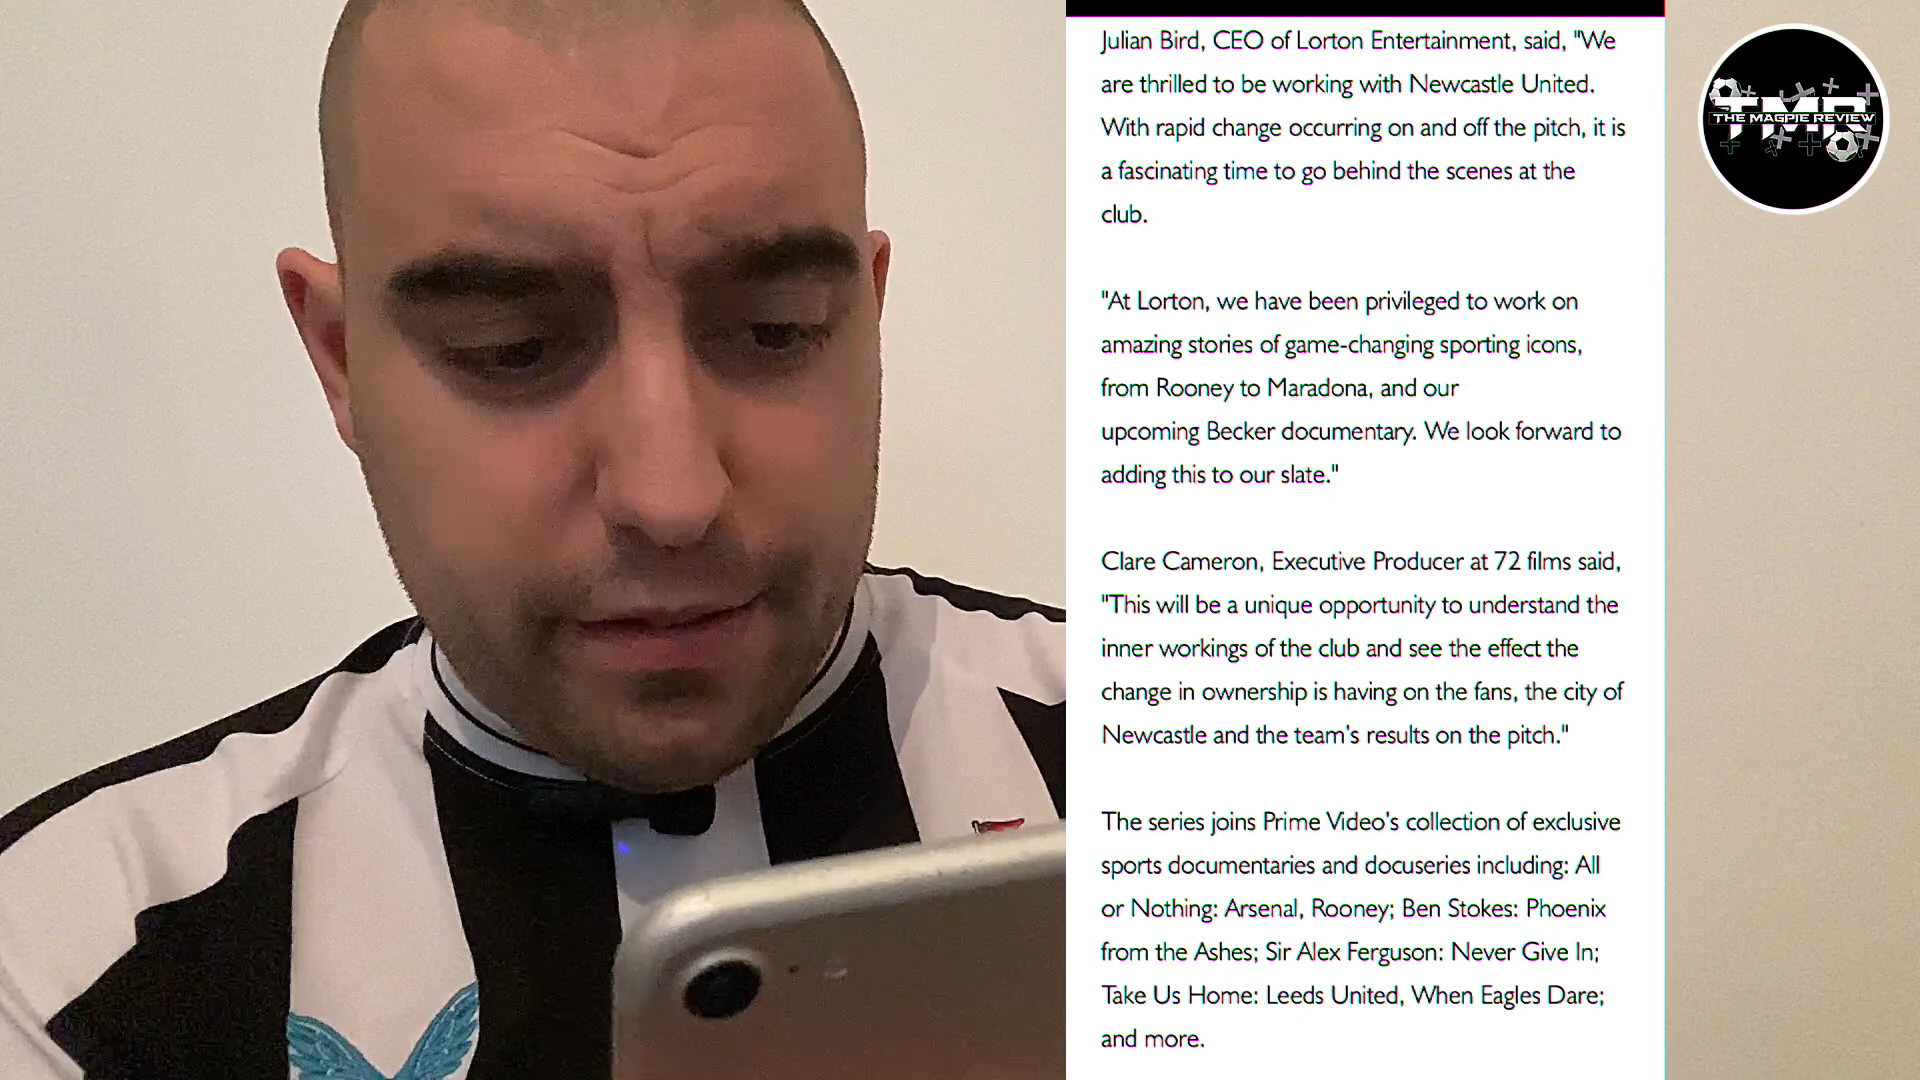 Julian Bird, CEO of Lorton Entertainment, said, "We
are thrilled to be working with Newcastle United.
With rapid change occurring on and off the pitch, it is
a fascinating time to go behind the scenes at the
club.
"At Lorton, we have been privileged to work on
amazing stories of game-changing sporting icons,
from Rooney to Maradona, and our
upcoming Becker documentary. We look forward to
adding this to our slate."
Clare Cameron, Executive Producer at 72 films said,
"This will be a unique opportunity to understand the
inner workings of the club and see the effect the
change in ownership is having on the fans, the city of
Newcastle and the team's results on the pitch."
The series joins Prime Video's collection of exclusive
sports documentaries and docuseries including: All
or Nothing: Arsenal, Rooney; Ben Stokes: Phoenix
from the Ashes; Sir Alex Ferguson: Never Give In;
Take Us Home: Leeds United, When Eagles Dare;
and more.
TMR
THE MAGPIE REVIEW